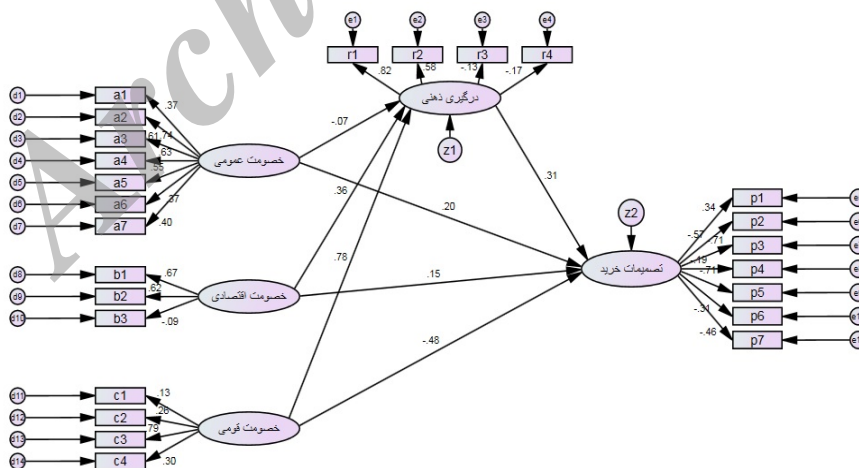 e1 e2 e3 e4
r1 r2 r3 r4
.82 .58 -.13 -.17
درگیری ذهنی
z1
d1 a1 .37
d2 a2 .74
d3 a3 .61
d4 a4 .63
d5 a5 .55
d6 a6 .37
d7 a7 .40
خصومت عمومی
-.07
.36
.78
.31
.20
.15
-.48
d8 b1 .67
d9 b2 .62
d10 b3 -.09
خصومت اقتصادی
d11 c1 .13
d12 c2 .26
d13 c3 .79
d14 c4 .30
خصومت قومی
z2
تصمیمات خرید
.34 p1
-.57 p2
-.71 p3
-.19 p4
-.71 p5
-.31 p6
-.46 p7
Arch